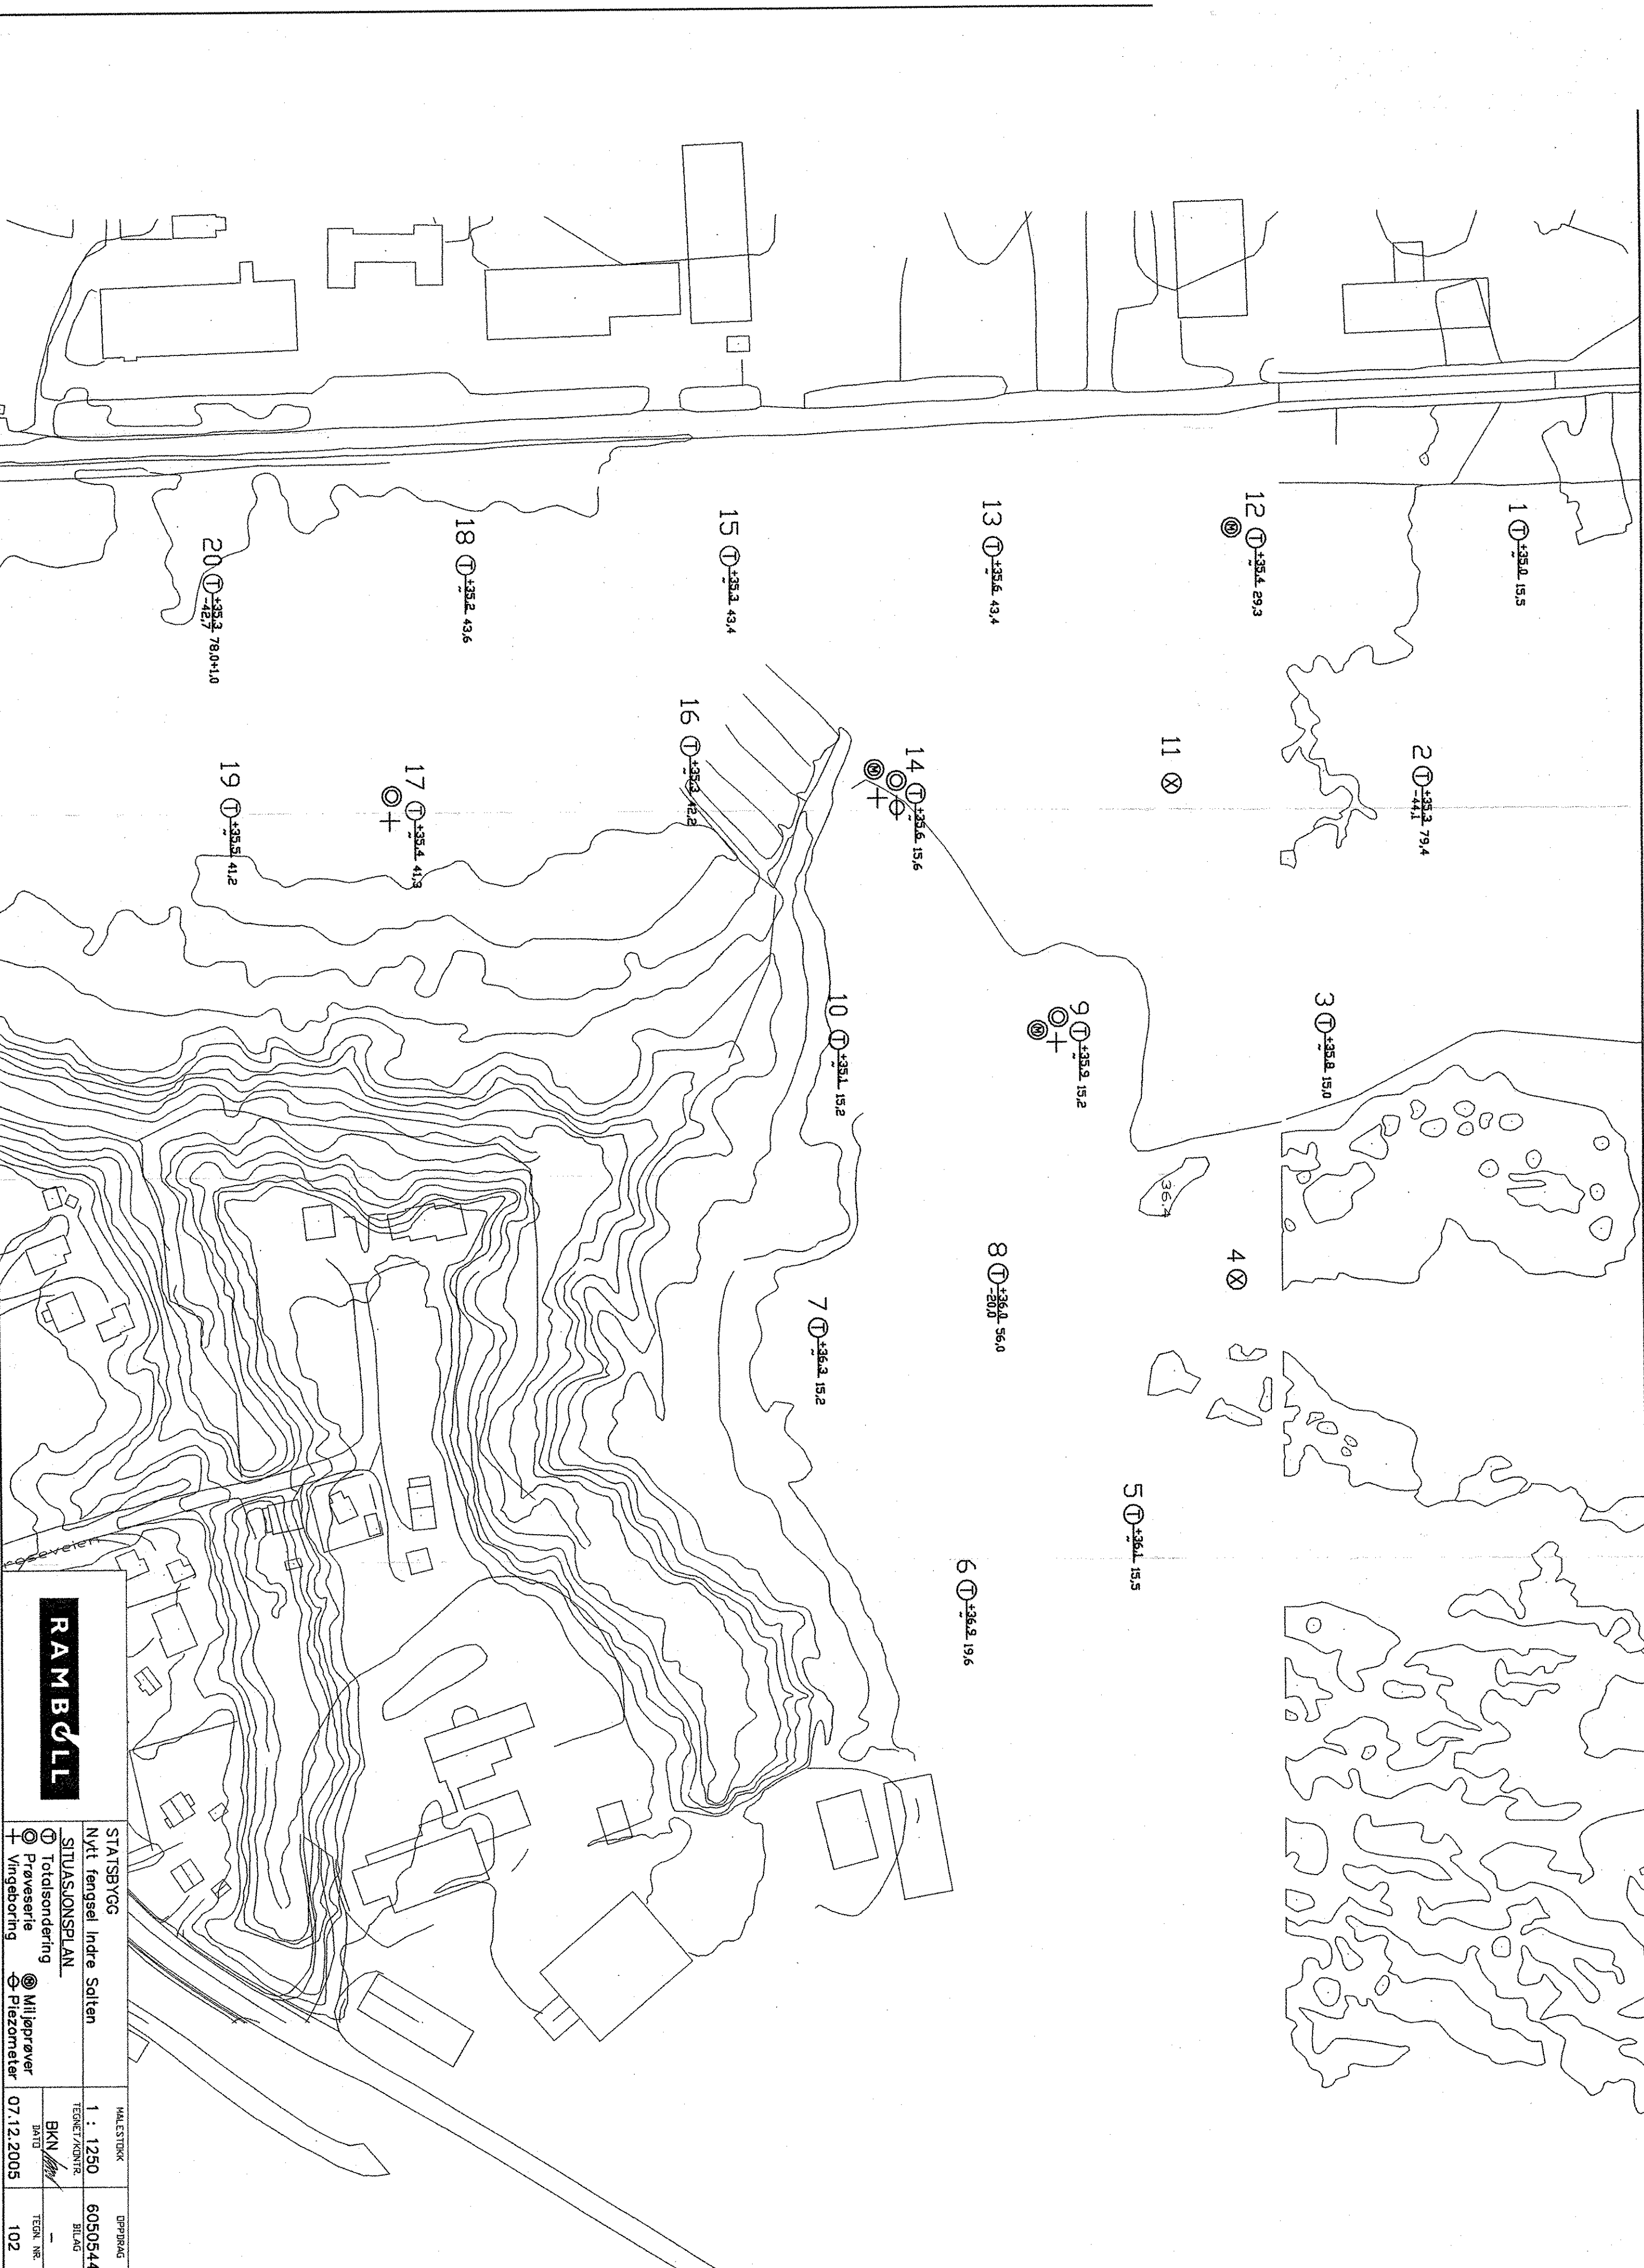 1 T +35.0 15,5
~
12 T +35.4 29,3
~
M
13 T +35.6 43,4
~
15 T +35.3 43,4
~
18 T +35.2 43,6
~
20 T +35.3 78,0+1,0
-42,7
2 T +35.3 79,4
-44,1
11 X
14 T +35.6 15,6
~
M
16 T +35.3 42,2
~
17 T +35.4 41,3
~
19 T +35.5 41,2
~
3 T +35.8 15,0
~
9 T +35.9 15,2
~
M
10 T +35.1 15,2
~
36.4
4 X
8 T +36.0 56,0
-20,0
7 T +36.3 15,2
~
5 T +36.1 15,5
~
6 T +36.9 19,6
~
roseveien
RAMBOLL
STATSBYGG
Nytt fengsel Indre Salten
SITUASJONSPLAN
T Totalsondering
Prøveserie
M Miljøprøver
Vingeboring
Piezometer
MALESTOKK
1 : 1250
TEGNET/KONTR.
BKN
DATO
07.12.2005
OPPDRAG
6050544
BILAG
-
TEGN. NR.
102